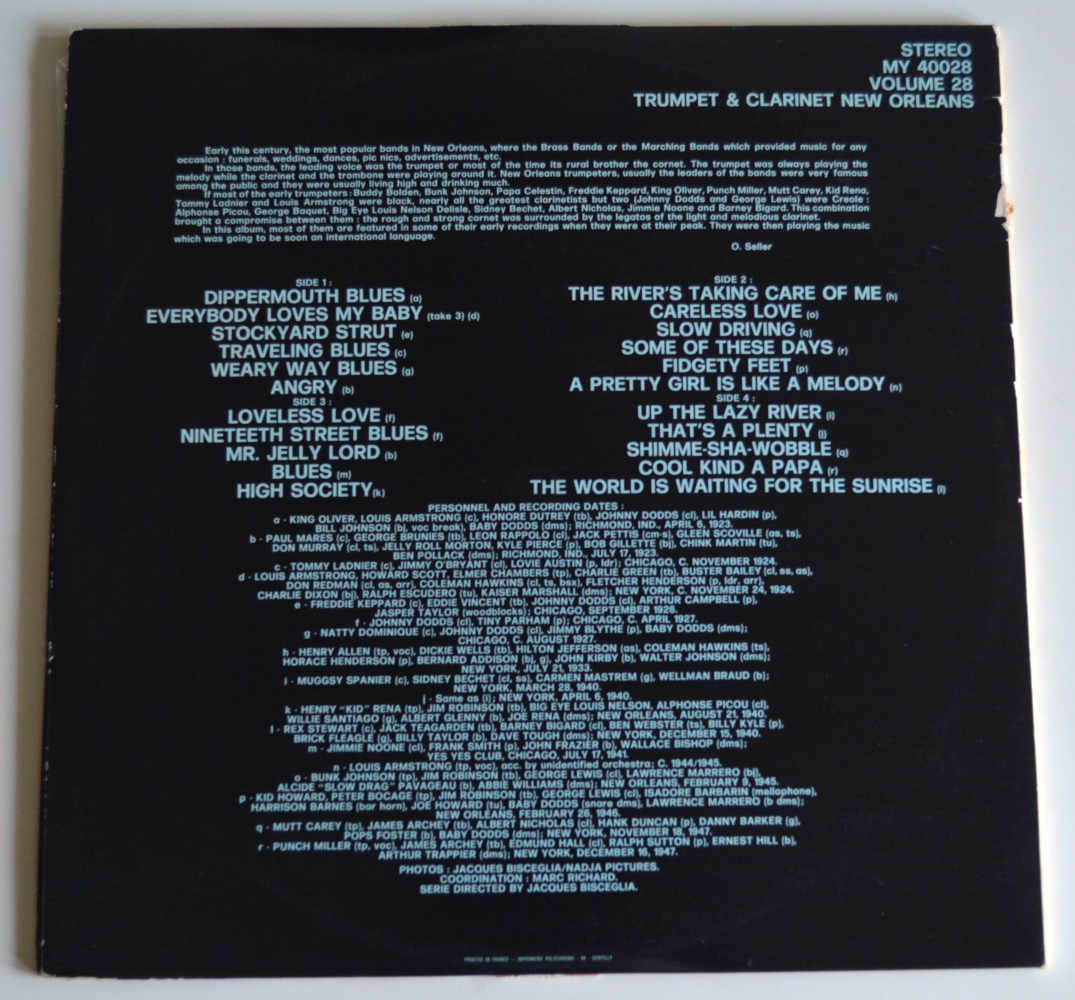 STEREO
MY 40028
VOLUME 28
TRUMPET & CLARINET NEW ORLEANS
Early this century, the most popular bands in New Orleans, where the Brass Bands or the Marching Bands which provided music for any
occasion : funerals, weddings, dances, pic nics, advertisements, etc.
In those bands, the leading voice was the trumpet or most of the time its rural brother the cornet. The trumpet was always playing the
melody while the clarinet and the trombone were playing around it. New Orleans trumpeters, usually the leaders of the bands were very famous
among the public and they were usually living high and drinking much.
If most of the early trumpeters : Buddy Bolden, Bunk Johnson, Papa Celestin, Freddie Keppard, King Oliver, Punch Miller, Mutt Carey, Kid Rena,
Tommy Ladnier and Louis Armstrong were black, nearly all the greatest clarinetists but two (Johnny Dodds and George Lewis) were Creole :
Alphonse Picou, George Baquet, Big Eye Louis Nelson Delisle, Sidney Bechet, Albert Nicholas, Jimmie Noone and Barney Bigard. This combination
brought a compromise between them : the rough and strong cornet was surrounded by the legatos of the light and melodious clarinet.
In this album, most of them are featured in some of their early recordings when they were at their peak. They were then playing the music
which was going to be soon an international language.
O. Seller
SIDE 1 :
DIPPERMOUTH BLUES (a)
EVERYBODY LOVES MY BABY (take 3) (d)
STOCKYARD STRUT (e)
TRAVELING BLUES (c)
WEARY WAY BLUES (g)
ANGRY (b)
SIDE 3 :
LOVELESS LOVE (f)
NINETEETH STREET BLUES (f)
MR. JELLY LORD (b)
BLUES (m)
HIGH SOCIETY(k)
SIDE 2 :
THE RIVER'S TAKING CARE OF ME (h)
CARELESS LOVE (o)
SLOW DRIVING (q)
SOME OF THESE DAYS (r)
FIDGETY FEET (p)
A PRETTY GIRL IS LIKE A MELODY (n)
SIDE 4 :
UP THE LAZY RIVER (i)
THAT'S A PLENTY (j)
SHIMME-SHA-WOBBLE (q)
COOL KIND A PAPA (r)
THE WORLD IS WAITING FOR THE SUNRISE (l)
PERSONNEL AND RECORDING DATES :
a - KING OLIVER, LOUIS ARMSTRONG (c), HONORE DUTREY (tb), JOHNNY DODDS (cl), LIL HARDIN (p),
BILL JOHNSON (bj, voc break), BABY DODDS (dms); RICHMOND, IND., APRIL 6, 1923.
b - PAUL MARES (c), GEORGE BRUNIES (tb), LEON RAPPOLO (cl), JACK PETTIS (cm-s), GLEEN SCOVILLE (as, ts),
DON MURRAY (cl, ts), JELLY ROLL MORTON, KYLE PIERCE (p), BOB GILLETTE (bj), CHINK MARTIN (tu),
BEN POLLACK (dms); RICHMOND, IND., JULY 17, 1923.
c - TOMMY LADNIER (c), JIMMY O'BRYANT (cl), LOVIE AUSTIN (p, ldr); CHICAGO, C. NOVEMBER 1924.
d - LOUIS ARMSTRONG, HOWARD SCOTT, ELMER CHAMBERS (tp), CHARLIE GREEN (tb), BUSTER BAILEY (cl, ss, as),
DON REDMAN (cl, as, arr), COLEMAN HAWKINS (cl, ts, bsx), FLETCHER HENDERSON (p, ldr, arr),
CHARLIE DIXON (bj), RALPH ESCUDERO (tu), KAISER MARSHALL (dms); NEW YORK, C. NOVEMBER 24, 1924.
e - FREDDIE KEPPARD (c), EDDIE VINCENT (tb), JOHNNY DODDS (cl), ARTHUR CAMPBELL (p),
JASPER TAYLOR (woodblocks); CHICAGO, SEPTEMBER 1926.
f - JOHNNY DODDS (cl), TINY PARHAM (p); CHICAGO, C. APRIL 1927.
g - NATTY DOMINIQUE (c), JOHNNY DODDS (cl), JIMMY BLYTHE (p), BABY DODDS (dms);
CHICAGO, C. AUGUST 1927.
h - HENRY ALLEN (tp, voc), DICKIE WELLS (tb), HILTON JEFFERSON (as), COLEMAN HAWKINS (ts),
HORACE HENDERSON (p), BERNARD ADDISON (bj, g), JOHN KIRBY (b), WALTER JOHNSON (dms);
NEW YORK, JULY 21, 1933.
i - MUGGSY SPANIER (c), SIDNEY BECHET (cl, ss), CARMEN MASTREM (g), WELLMAN BRAUD (b);
NEW YORK, MARCH 28, 1940.
j - Same as (i); NEW YORK, APRIL 6, 1940.
k - HENRY "KID" RENA (tp), JIM ROBINSON (tb), BIG EYE LOUIS NELSON, ALPHONSE PICOU (cl),
WILLIE SANTIAGO (g), ALBERT GLENNY (b), JOE RENA (dms); NEW ORLEANS, AUGUST 21, 1940.
l - REX STEWART (c), JACK TEAGARDEN (tb), BARNEY BIGARD (cl), BEN WEBSTER (ts), BILLY KYLE (p),
BRICK FLEAGLE (g), BILLY TAYLOR (b), DAVE TOUGH (dms); NEW YORK, DECEMBER 15, 1940.
m - JIMMIE NOONE (cl), FRANK SMITH (p), JOHN FRAZIER (b), WALLACE BISHOP (dms);
YES YES CLUB, CHICAGO, JULY 17, 1941.
n - LOUIS ARMSTRONG (tp, voc), acc. by unidentified orchestra; C. 1944/1945.
o - BUNK JOHNSON (tp), JIM ROBINSON (tb), GEORGE LEWIS (cl), LAWRENCE MARRERO (bj),
ALCIDE "SLOW DRAG" PAVAGEAU (b), ABBIE WILLIAMS (dms); NEW ORLEANS, FEBRUARY 9, 1945.
p - KID HOWARD, PETER BOCAGE (tp), JIM ROBINSON (tb), GEORGE LEWIS (cl), ISADORE BARBARIN (mellophone),
HARRISON BARNES (bar horn), JOE HOWARD (tu), BABY DODDS (snare dms), LAWRENCE MARRERO (b dms);
NEW ORLEANS, FEBRUARY 26, 1946.
q - MUTT CAREY (tp), JAMES ARCHEY (tb), ALBERT NICHOLAS (cl), HANK DUNCAN (p), DANNY BARKER (g),
POPS FOSTER (b), BABY DODDS (dms); NEW YORK, NOVEMBER 18, 1947.
r - PUNCH MILLER (tp, voc), JAMES ARCHEY (tb), EDMUND HALL (cl), RALPH SUTTON (p), ERNEST HILL (b),
ARTHUR TRAPPIER (dms); NEW YORK, DECEMBER 16, 1947.
PHOTOS : JACQUES BISCEGLIA/NADJA PICTURES.
COORDINATION : MARC RICHARD.
SERIE DIRECTED BY JACQUES BISCEGLIA.
PRINTED IN FRANCE - IMPRIMERIE POLYCHROMIE - 94 - GENTILLY